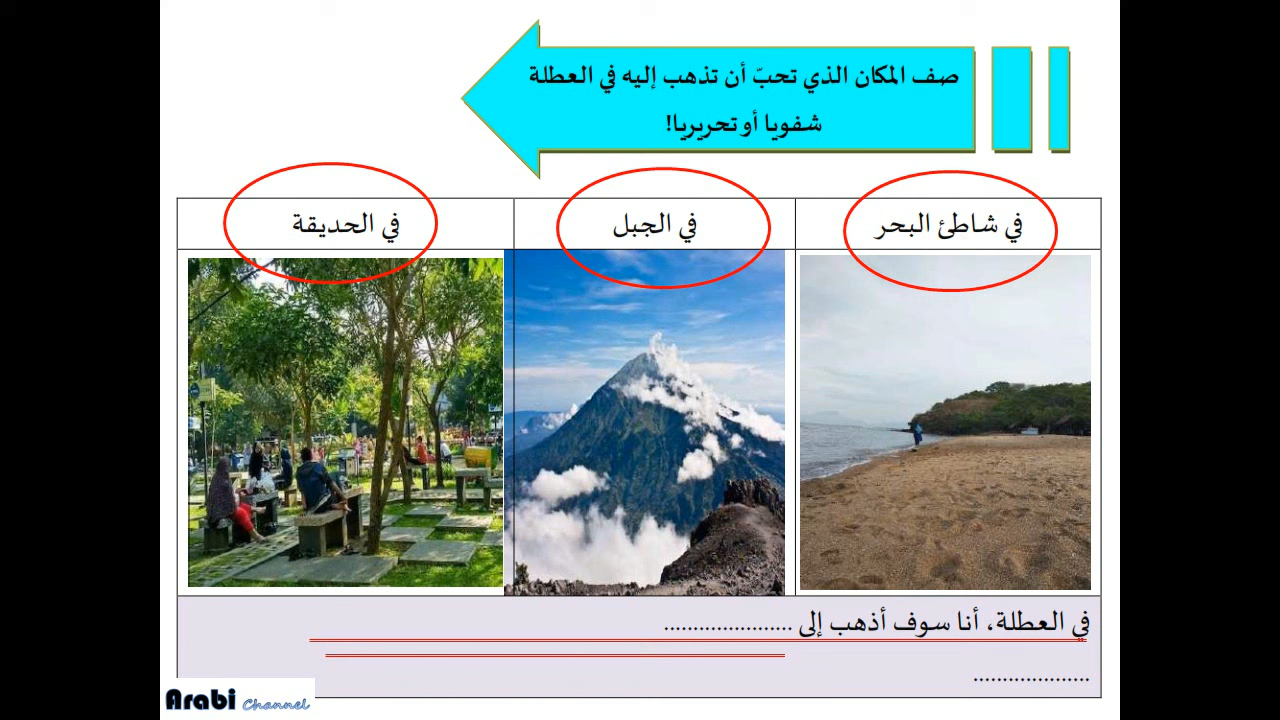 صف المكان الذي تحبّ أن تذهب إليه في العطلة
شفويا أو تحريريا!
في شاطئ البحر
في الجبل
في الحديقة
في العطلة، أنا سوف أذهب إلى ......................
....................
Arabi Channel